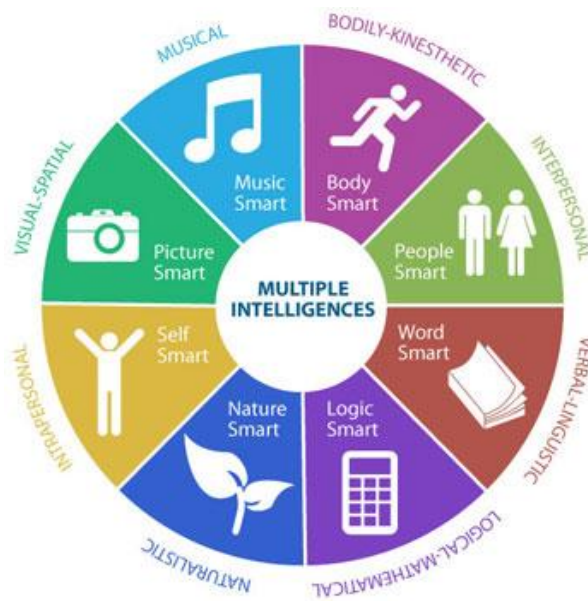 MUSICAL
BODILY-KINESTHETIC
VISUAL-SPATIAL
INTERPERSONAL
Music
Smart
Body
Smart
Picture
Smart
People
Smart
MULTIPLE
INTELLIGENCES
Self
Smart
Word
Smart
Nature
Smart
Logic
Smart
INTRAPERSONAL
VERBAL-LINGUISTIC
NATURALISTIC
LOGICAL-MATHEMATICAL